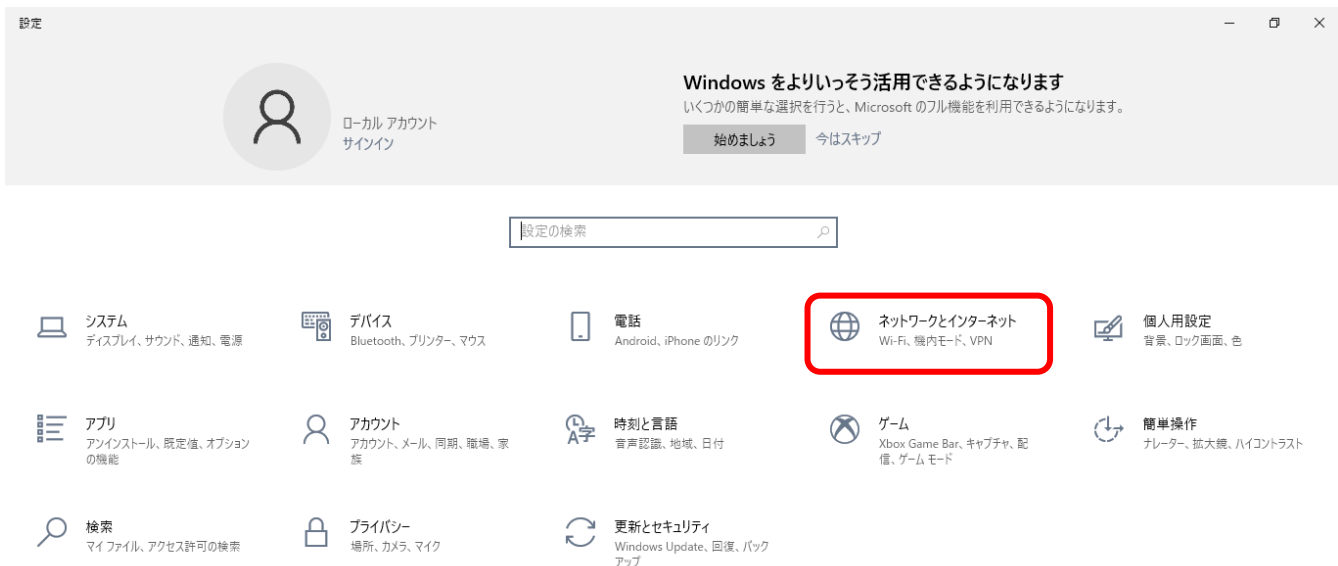 設定
Windows をよりいっそう活用できるようになります
いくつかの簡単な選択を行うと、Microsoft のフル機能を利用できるようになります。
ローカル アカウント
サインイン
始めましょう
今はスキップ
設定の検索
システム
ディスプレイ、サウンド、通知、電源
デバイス
Bluetooth、プリンター、マウス
電話
Android、iPhone のリンク
ネットワークとインターネット
Wi-Fi、機内モード、VPN
個人用設定
背景、ロック画面、色
アプリ
アンインストール、既定値、オプション
の機能
アカウント
アカウント、メール、同期、職場、家
族
時刻と言語
音声認識、地域、日付
ゲーム
Xbox Game Bar、キャプチャ、配
信、ゲーム モード
簡単操作
ナレーター、拡大鏡、ハイコントラスト
検索
マイ ファイル、アクセス許可の検索
プライバシー
場所、カメラ、マイク
更新とセキュリティ
Windows Update、回復、バック
アップ